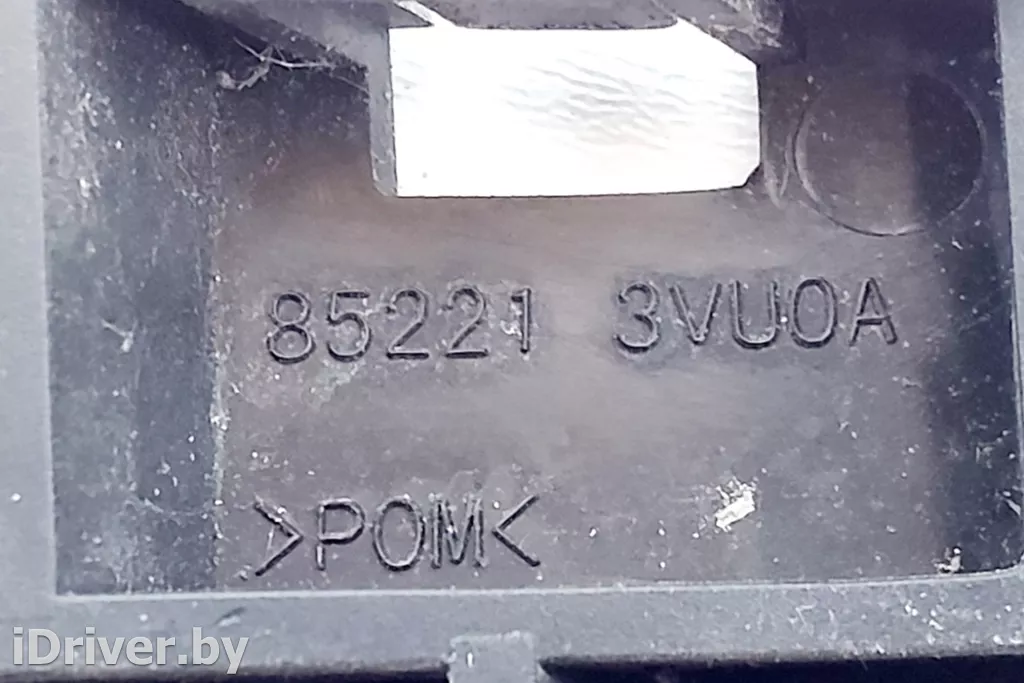 85221 3VU0A
>POM<
iDriver.by